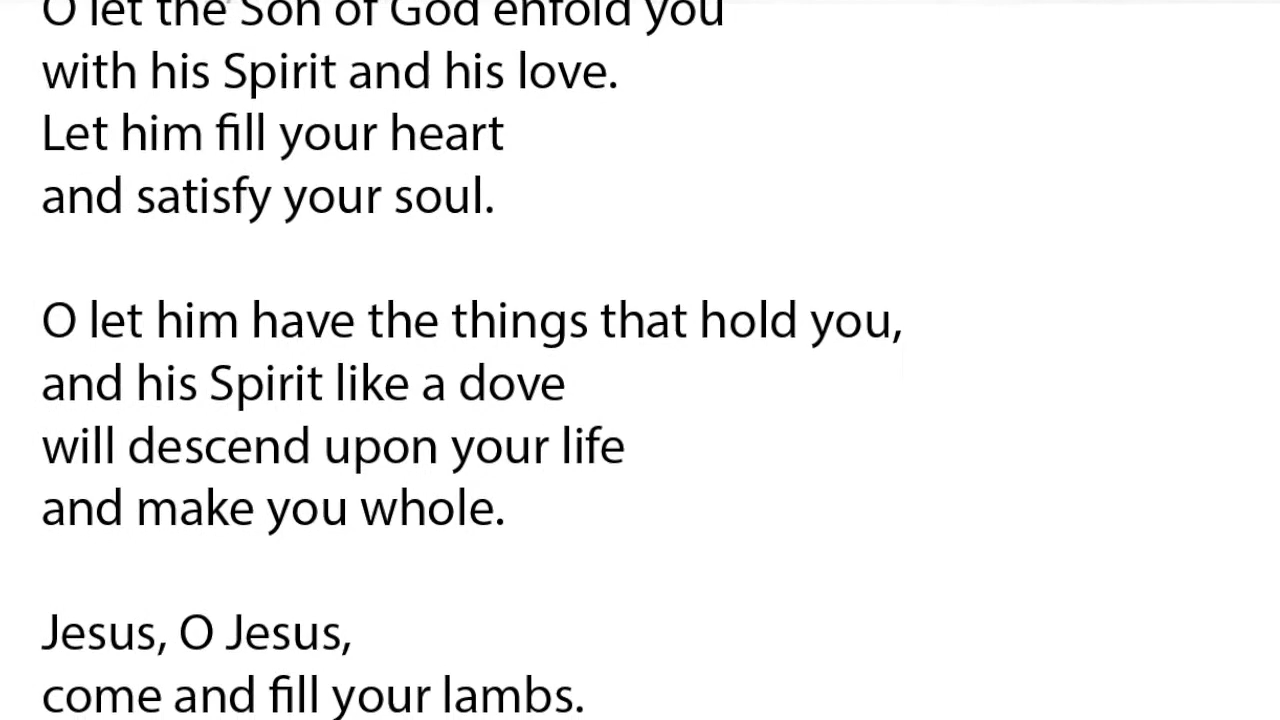 O let the Son of God enfold you
with his Spirit and his love.
Let him fill your heart
and satisfy your soul.
O let him have the things that hold you,
and his Spirit like a dove
will descend upon your life
and make you whole.
Jesus, O Jesus,
come and fill your lambs.